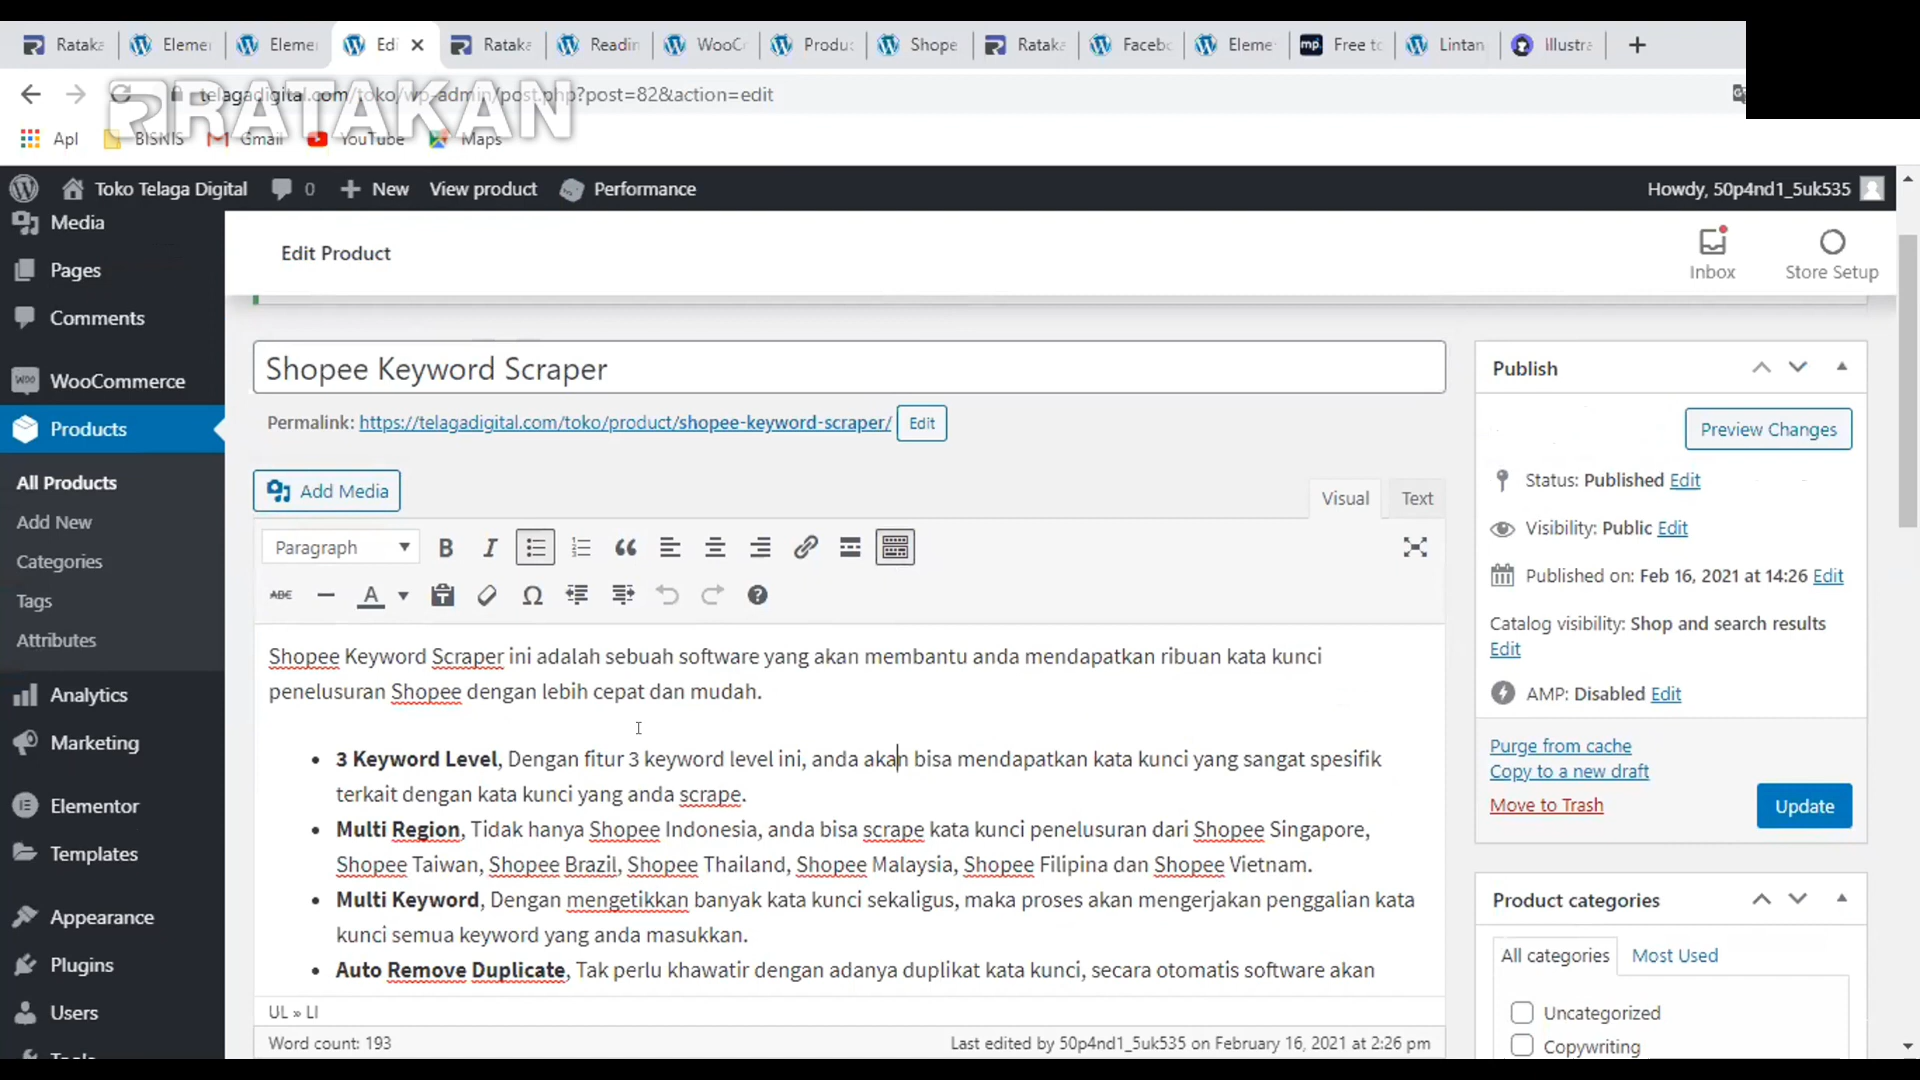 Rataka
Eleme
Eleme
Edi
Rataka
Readin
WooCo
Produ
Shope
Rataka
Facebo
Eleme
Free to
Lintan
Illustra
telagadigital.com/toko/wp-admin/post.php?post=82&action=edit
RATAKAN
Apl
BISNIS
Gmail
YouTube
Maps
Toko Telaga Digital
0
New
View product
Performance
Howdy, 50p4nd1_5uk535
Media
Pages
Comments
WooCommerce
Products
All Products
Add New
Categories
Tags
Attributes
Analytics
Marketing
Elementor
Templates
Appearance
Plugins
Users
Tools
Edit Product
Inbox
Store Setup
Shopee Keyword Scraper
Permalink: https://telagadigital.com/toko/product/shopee-keyword-scraper/ Edit
Add Media
Visual
Text
Paragraph
Shopee Keyword Scraper ini adalah sebuah software yang akan membantu anda mendapatkan ribuan kata kunci
penelusuran Shopee dengan lebih cepat dan mudah.
• 3 Keyword Level, Dengan fitur 3 keyword level ini, anda akan bisa mendapatkan kata kunci yang sangat spesifik
terkait dengan kata kunci yang anda scrape.
• Multi Region, Tidak hanya Shopee Indonesia, anda bisa scrape kata kunci penelusuran dari Shopee Singapore,
Shopee Taiwan, Shopee Brazil, Shopee Thailand, Shopee Malaysia, Shopee Filipina dan Shopee Vietnam.
• Multi Keyword, Dengan mengetikkan banyak kata kunci sekaligus, maka proses akan mengerjakan penggalian kata
kunci semua keyword yang anda masukkan.
• Auto Remove Duplicate, Tak perlu khawatir dengan adanya duplikat kata kunci, secara otomatis software akan
UL » LI
Word count: 193
Last edited by 50p4nd1_5uk535 on February 16, 2021 at 2:26 pm
Publish
Preview Changes
Status: Published Edit
Visibility: Public Edit
Published on: Feb 16, 2021 at 14:26 Edit
Catalog visibility: Shop and search results
Edit
AMP: Disabled Edit
Purge from cache
Copy to a new draft
Move to Trash
Update
Product categories
All categories
Most Used
Uncategorized
Copywriting